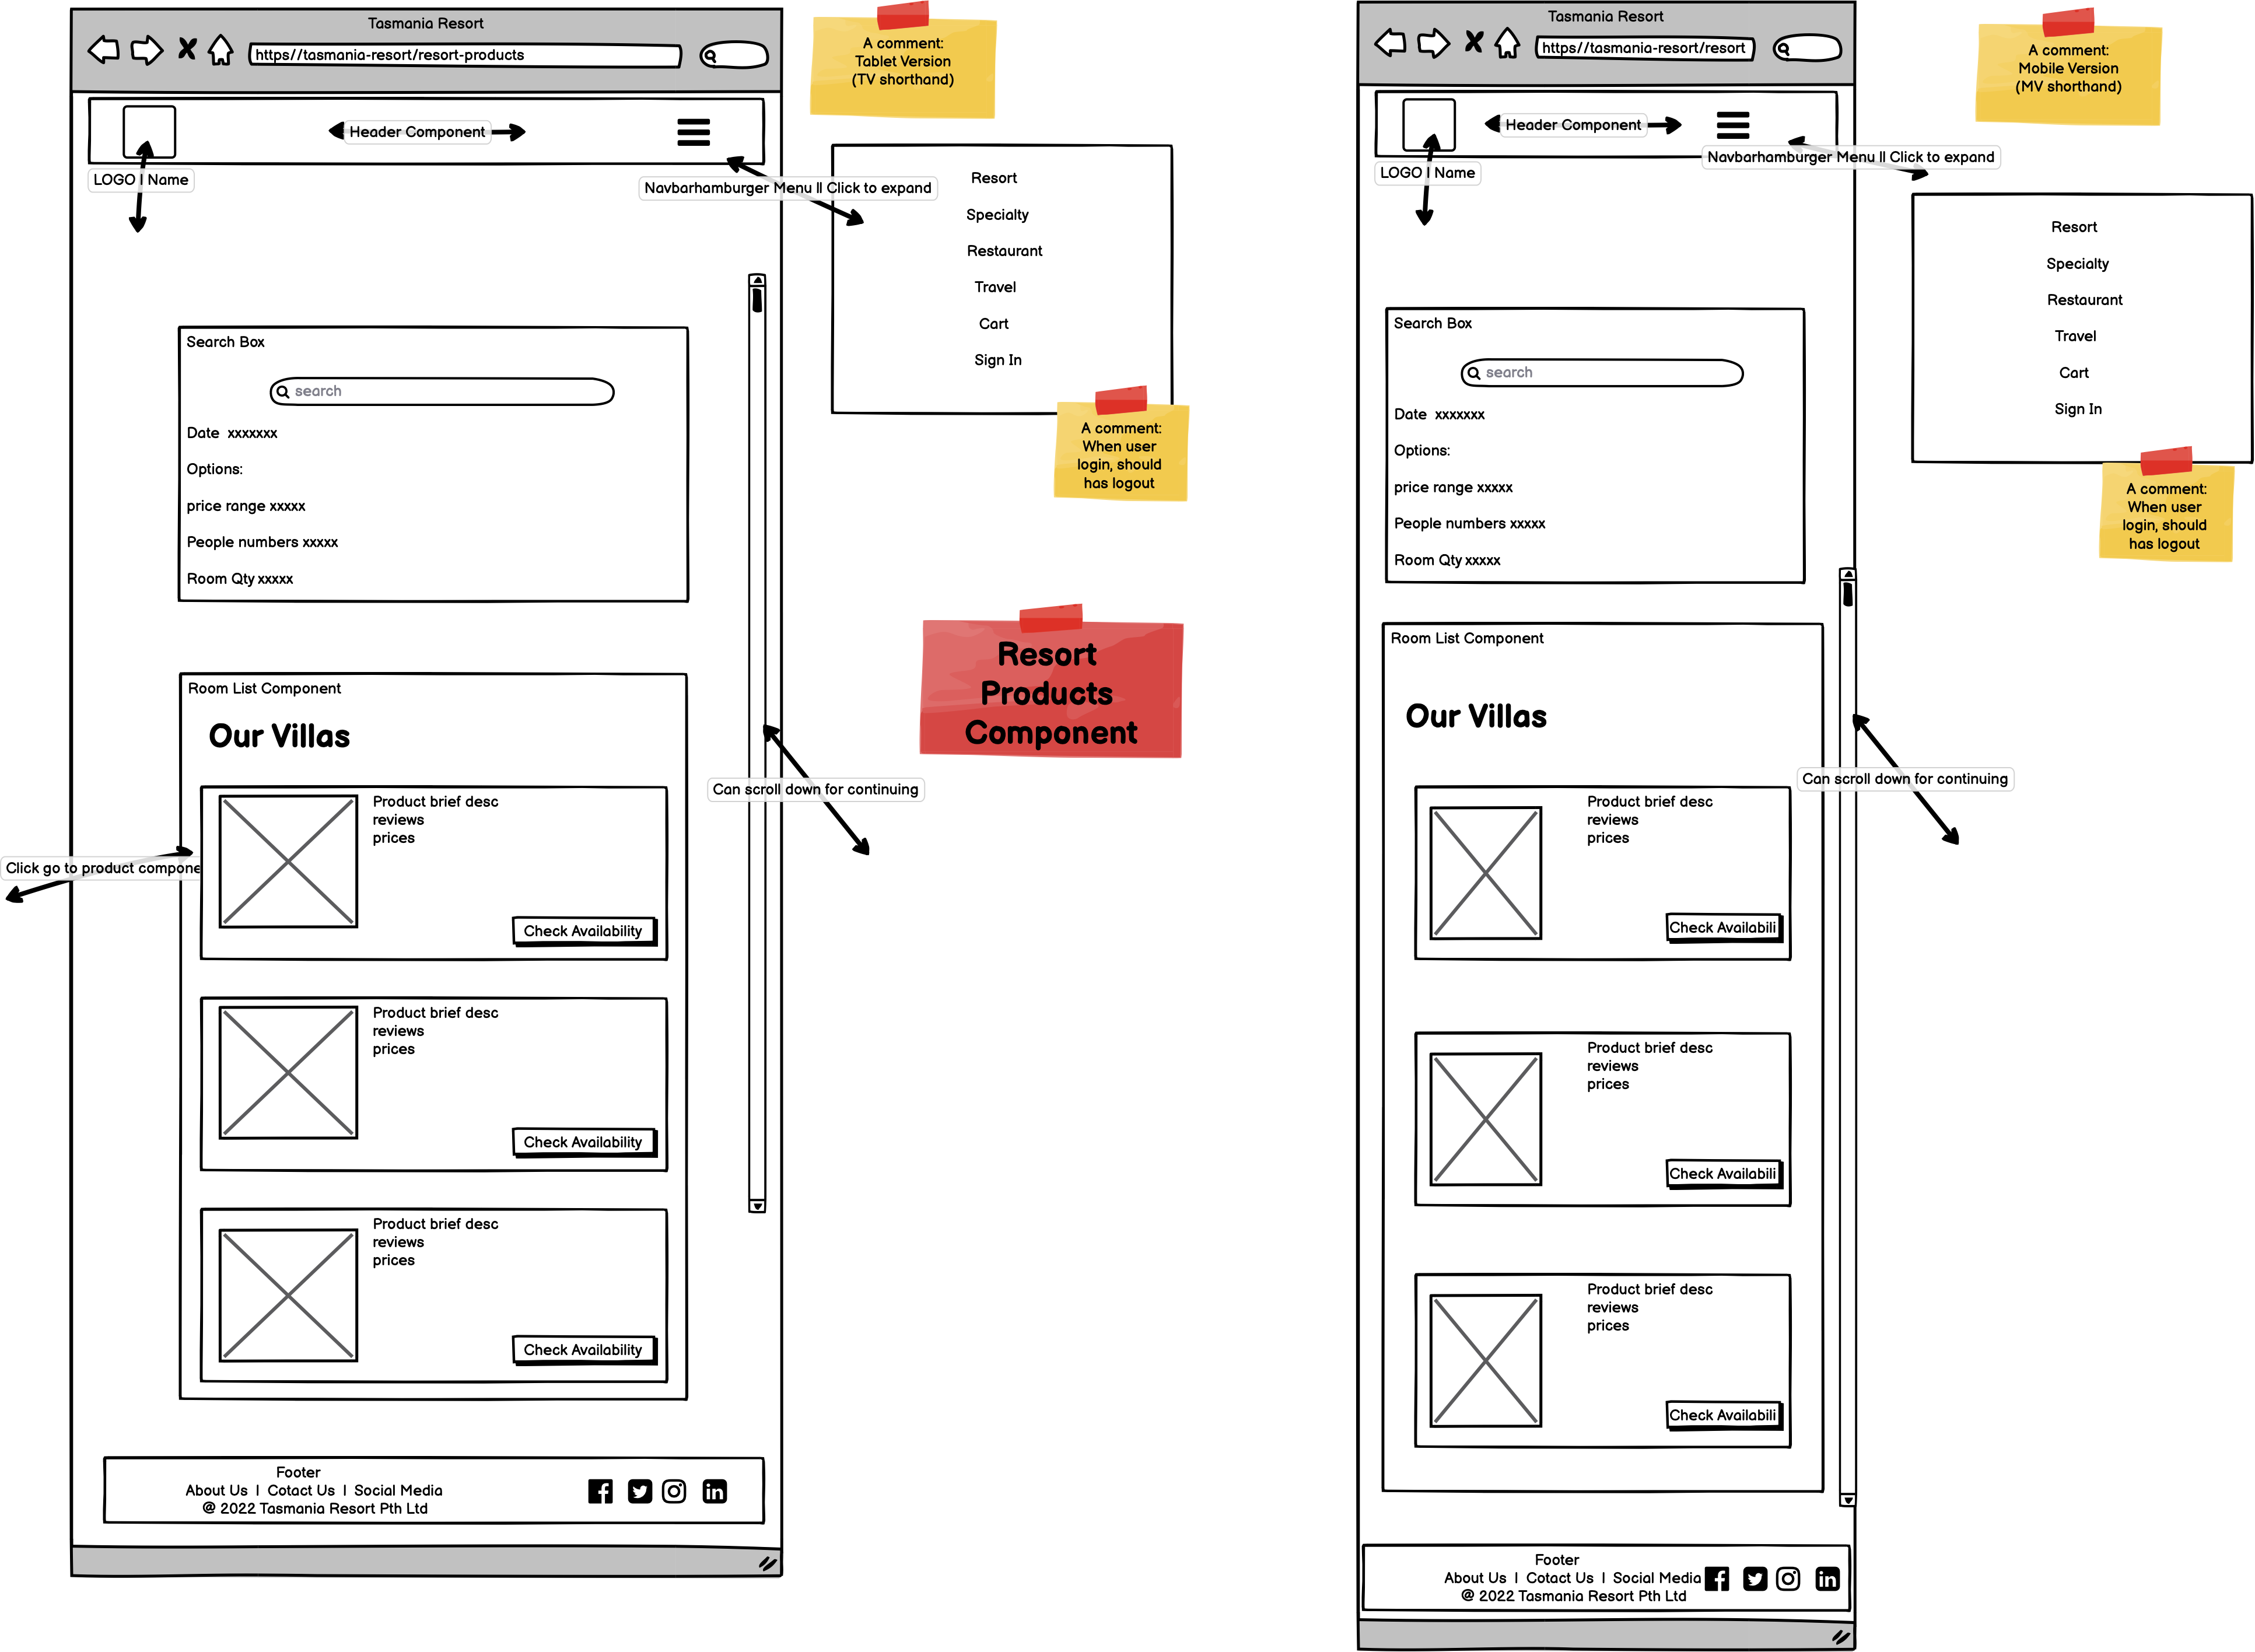 Tasmania Resort
https//tasmania-resort/resort-products
Header Component
LOGO | Name
Navbarhamburger Menu || Click to expand
A comment:
Tablet Version
(TV shorthand)
Resort
Specialty
Restaurant
Travel
Cart
Sign In
A comment:
When user
login, should
has logout
Search Box
search
Date  xxxxxxx
Options:
price range xxxxx
People numbers xxxxx
Room Qty xxxxx
Resort
Products
Component
Room List Component
Our Villas
Can scroll down for continuing
Click go to product compone
Product brief desc
reviews
prices
Check Availability
Product brief desc
reviews
prices
Check Availability
Product brief desc
reviews
prices
Check Availability
Footer
About Us  |  Cotact Us  |  Social Media
@ 2022 Tasmania Resort Pth Ltd
Tasmania Resort
https//tasmania-resort/resort
Header Component
LOGO | Name
Navbarhamburger Menu || Click to expand
A comment:
Mobile Version
(MV shorthand)
Resort
Specialty
Restaurant
Travel
Cart
Sign In
A comment:
When user
login, should
has logout
Search Box
search
Date  xxxxxxx
Options:
price range xxxxx
People numbers xxxxx
Room Qty xxxxx
Room List Component
Our Villas
Can scroll down for continuing
Product brief desc
reviews
prices
Check Availabili
Product brief desc
reviews
prices
Check Availabili
Product brief desc
reviews
prices
Check Availabili
Footer
About Us  |  Cotact Us  |  Social Media
@ 2022 Tasmania Resort Pth Ltd